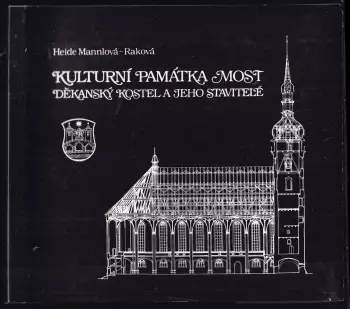 Heide Mannlová-Raková
KULTURNÍ PAMÁTKA MOST
DĚKANSKÝ KOSTEL A JEHO STAVITELÉ